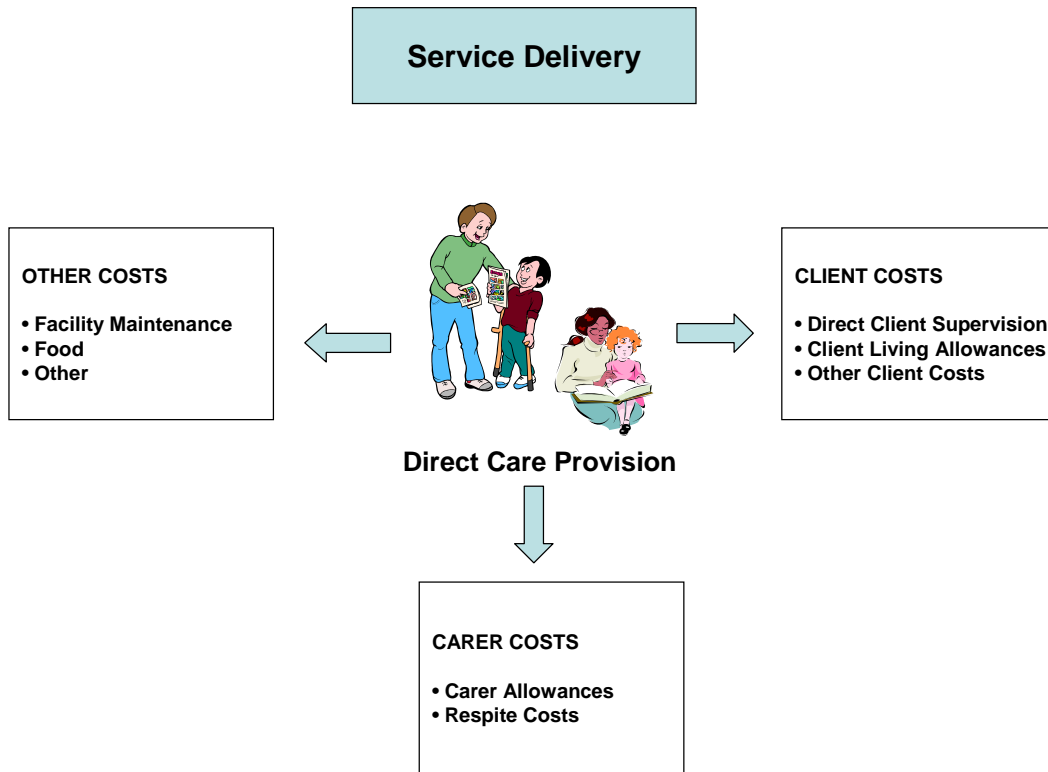 Service Delivery
OTHER COSTS
• Facility Maintenance
• Food
• Other
CLIENT COSTS
• Direct Client Supervision
• Client Living Allowances
• Other Client Costs
Direct Care Provision
CARER COSTS
• Carer Allowances
• Respite Costs